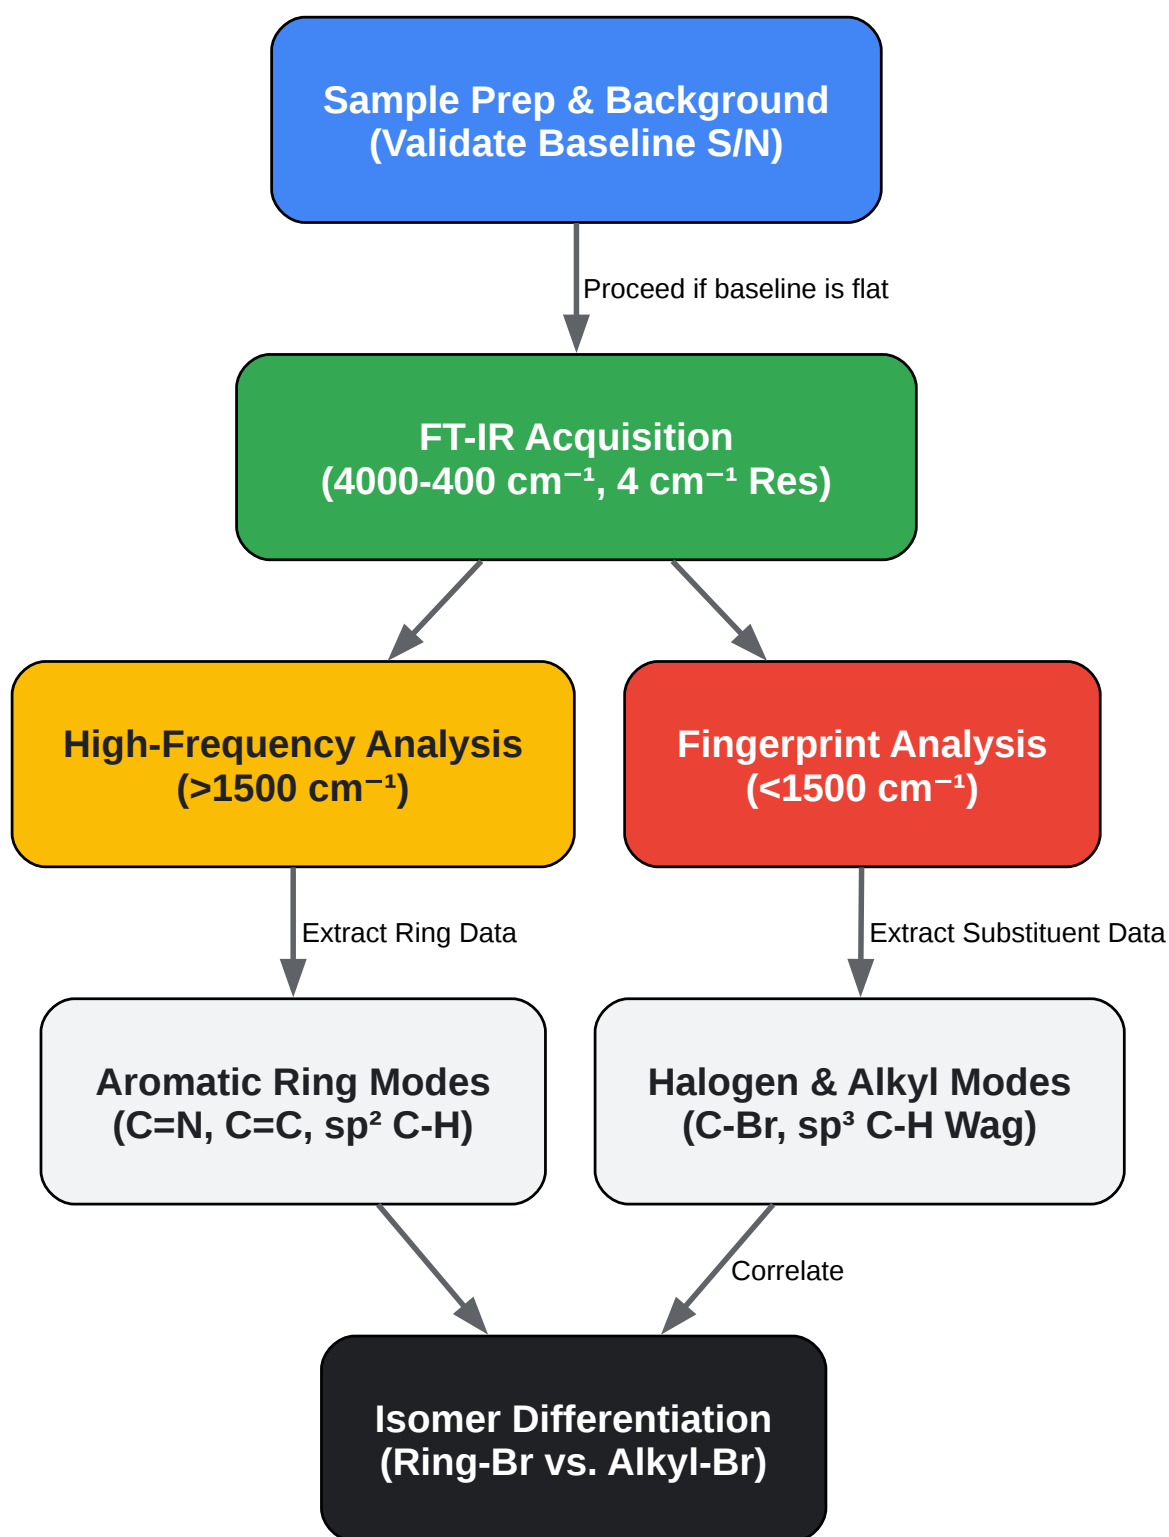 Sample Prep & Background
(Validate Baseline S/N)
Proceed if baseline is flat
FT-IR Acquisition
(4000-400 cm⁻¹, 4 cm⁻¹ Res)
High-Frequency Analysis
(>1500 cm⁻¹)
Fingerprint Analysis
(<1500 cm⁻¹)
Extract Ring Data
Extract Substituent Data
Aromatic Ring Modes
(C=N, C=C, sp² C-H)
Halogen & Alkyl Modes
(C-Br, sp³ C-H Wag)
Correlate
Isomer Differentiation
(Ring-Br vs. Alkyl-Br)